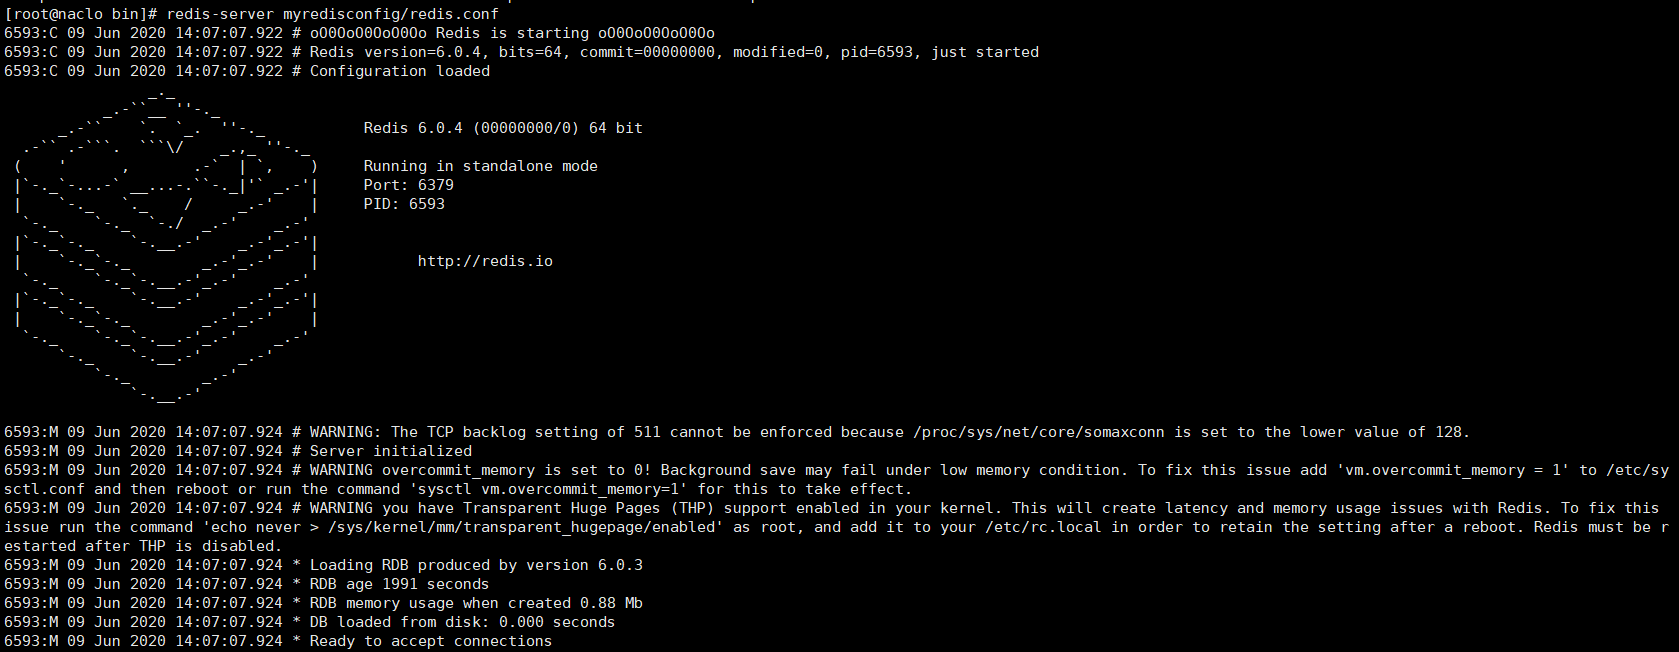 [root@naclo bin]# redis-server myredisconfig/redis.conf
6593:C 09 Jun 2020 14:07:07.922 # oO0OoO0OoO0Oo Redis is starting oO0OoO0OoO0Oo
6593:C 09 Jun 2020 14:07:07.922 # Redis version=6.0.4, bits=64, commit=00000000, modified=0, pid=6593, just started
6593:C 09 Jun 2020 14:07:07.922 # Configuration loaded
Redis 6.0.4 (00000000/0) 64 bit
Running in standalone mode
Port: 6379
PID: 6593
http://redis.io
6593:M 09 Jun 2020 14:07:07.924 # WARNING: The TCP backlog setting of 511 cannot be enforced because /proc/sys/net/core/somaxconn is set to the lower value of 128.
6593:M 09 Jun 2020 14:07:07.924 # Server initialized
6593:M 09 Jun 2020 14:07:07.924 # WARNING overcommit_memory is set to 0! Background save may fail under low memory condition. To fix this issue add 'vm.overcommit_memory = 1' to /etc/sy
sctl.conf and then reboot or run the command 'sysctl vm.overcommit_memory=1' for this to take effect.
6593:M 09 Jun 2020 14:07:07.924 # WARNING you have Transparent Huge Pages (THP) support enabled in your kernel. This will create latency and memory usage issues with Redis. To fix this
issue run the command 'echo never > /sys/kernel/mm/transparent_hugepage/enabled' as root, and add it to your /etc/rc.local in order to retain the setting after a reboot. Redis must be r
estarted after THP is disabled.
6593:M 09 Jun 2020 14:07:07.924 * Loading RDB produced by version 6.0.3
6593:M 09 Jun 2020 14:07:07.924 * RDB age 1991 seconds
6593:M 09 Jun 2020 14:07:07.924 * RDB memory usage when created 0.88 Mb
6593:M 09 Jun 2020 14:07:07.924 * DB loaded from disk: 0.000 seconds
6593:M 09 Jun 2020 14:07:07.924 * Ready to accept connections